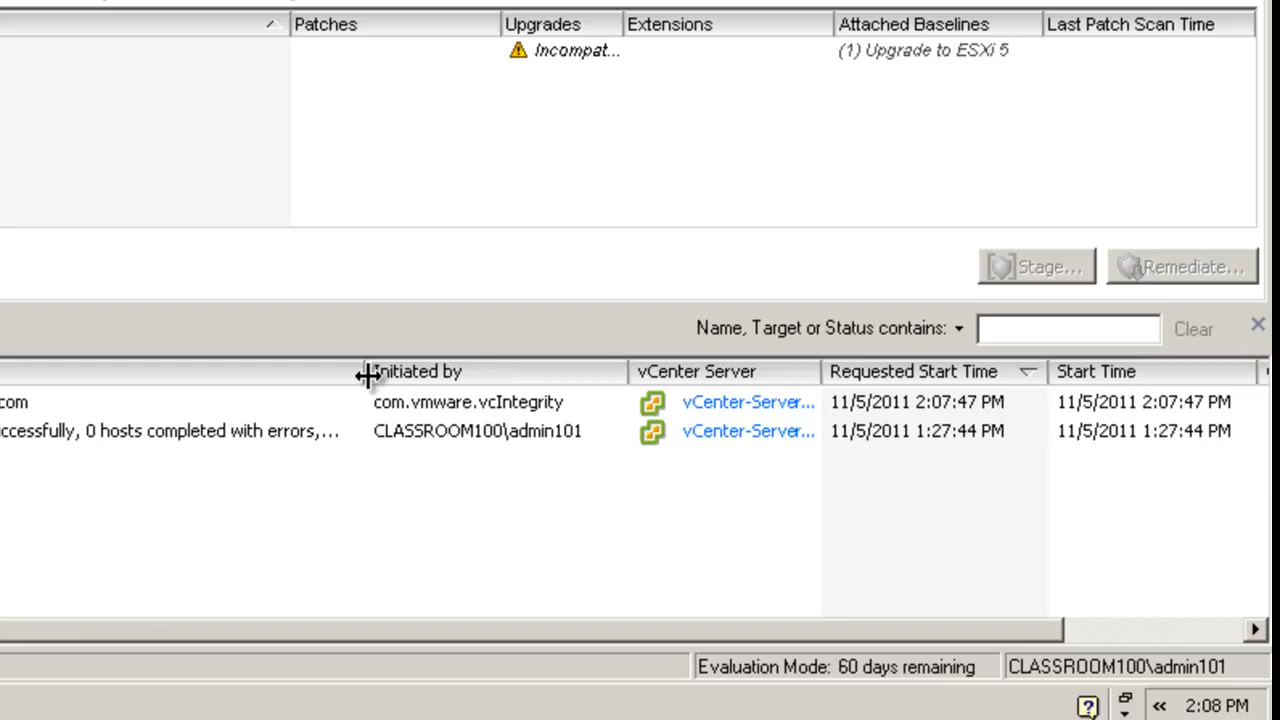 Patches Upgrades Extensions Attached Baselines Last Patch Scan Time
Incompat... (1) Upgrade to ESXi 5
Stage... Remediate...
Name, Target or Status contains: Clear
Initiated by vCenter Server Requested Start Time Start Time
com com.vmware.vcIntegrity vCenter-Server... 11/5/2011 2:07:47 PM 11/5/2011 2:07:47 PM
ccessfully, 0 hosts completed with errors,... CLASSROOM100\admin101 vCenter-Server... 11/5/2011 1:27:44 PM 11/5/2011 1:27:44 PM
Evaluation Mode: 60 days remaining CLASSROOM100\admin101
2:08 PM